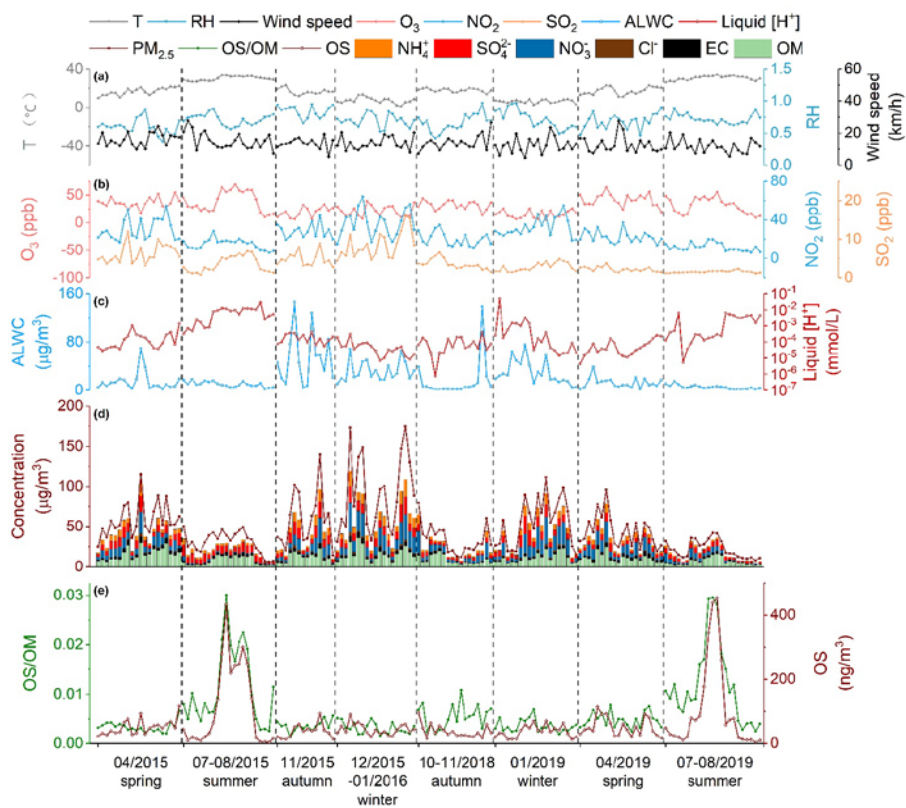 T RH Wind speed O₃ NO₂ SO₂ ALWC Liquid [H⁺]
PM₂.₅ OS/OM OS NH₄⁺ SO₄²⁻ NO₃⁻ Cl⁻ EC OM
(a)
40
0
-40
T (°C)
1.5
1.0
0.5
0.0
RH
60
40
20
0
Wind speed
(km/h)
(b)
50
0
-50
-100
O₃ (ppb)
80
40
0
NO₂ (ppb)
20
10
0
SO₂ (ppb)
(c)
160
80
0
ALWC
(μg/m³)
10⁻¹
10⁻²
10⁻³
10⁻⁴
10⁻⁵
10⁻⁶
10⁻⁷
Liquid [H⁺]
(mmol/L)
(d)
200
150
100
50
0
Concentration
(μg/m³)
(e)
0.03
0.02
0.01
0.00
OS/OM
400
200
0
OS
(ng/m³)
04/2015 07-08/2015 11/2015 12/2015 10-11/2018 01/2019 04/2019 07-08/2019
spring summer autumn -01/2016 autumn winter spring summer
winter